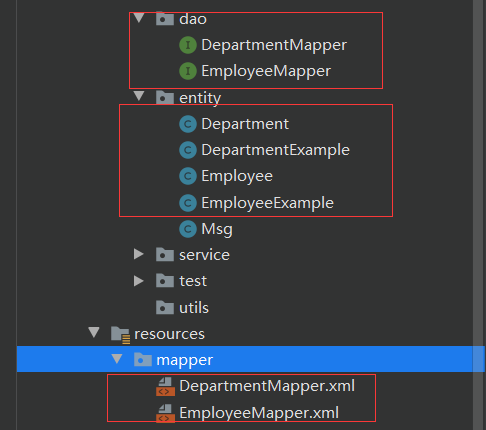 dao
DepartmentMapper
EmployeeMapper
entity
Department
DepartmentExample
Employee
EmployeeExample
Msg
service
test
utils
resources
mapper
DepartmentMapper.xml
EmployeeMapper.xml